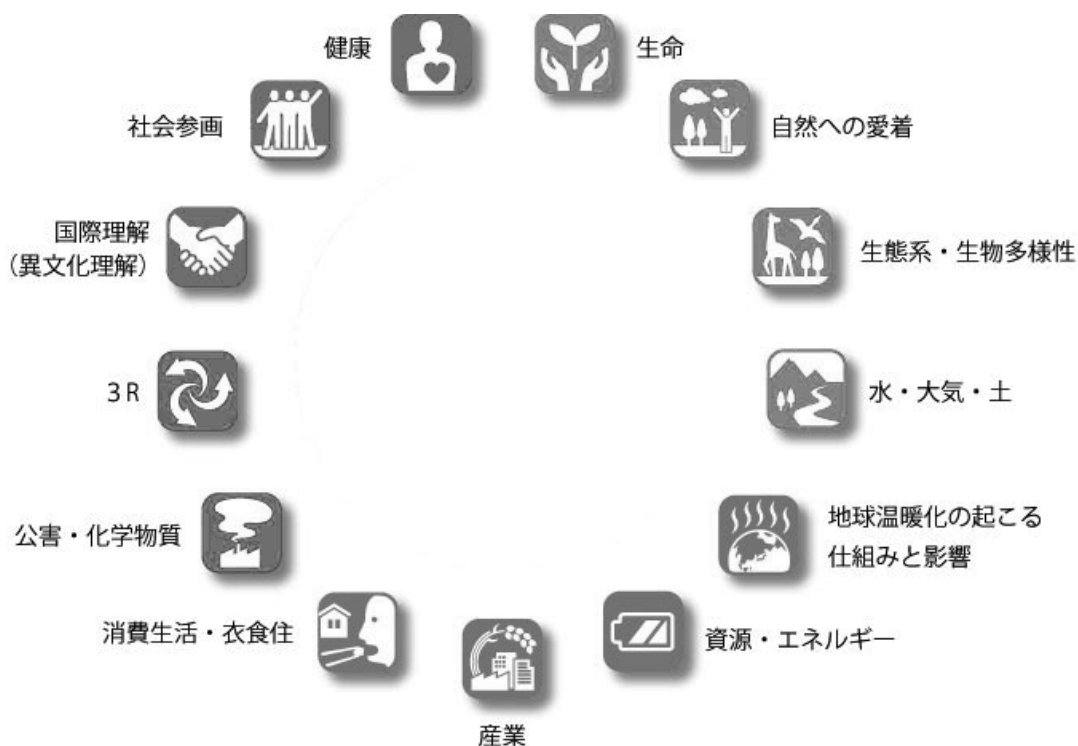 健康
生命
社会参画
自然への愛着
国際理解
（異文化理解）
生態系・生物多様性
3R
水・大気・土
公害・化学物質
地球温暖化の起こる
仕組みと影響
消費生活・衣食住
資源・エネルギー
産業